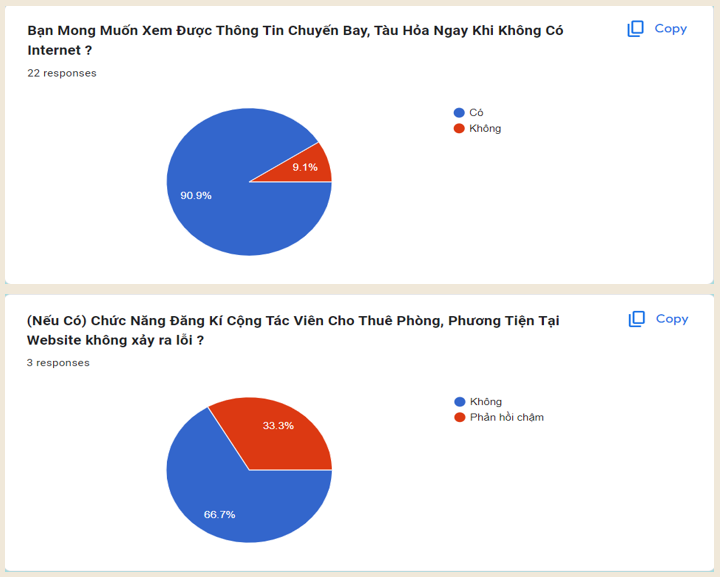 Bạn Mong Muốn Xem Được Thông Tin Chuyến Bay, Tàu Hỏa Ngay Khi Không Có
Internet ?
Copy
22 responses
Có
Không
9.1%
90.9%
(Nếu Có) Chức Năng Đăng Kí Cộng Tác Viên Cho Thuê Phòng, Phương Tiện Tại
Website không xảy ra lỗi ?
Copy
3 responses
Không
Phản hồi chậm
33.3%
66.7%